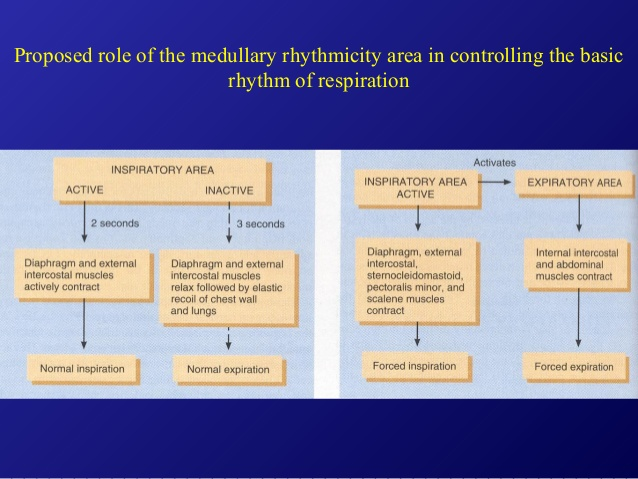 Proposed role of the medullary rhythmicity area in controlling the basic
rhythm of respiration
INSPIRATORY AREA
ACTIVE
INACTIVE
2 seconds
3 seconds
Diaphragm and external
intercostal muscles
actively contract
Diaphragm and external
intercostal muscles
relax followed by elastic
recoil of chest wall
and lungs
Normal inspiration
Normal expiration
Activates
INSPIRATORY AREA
ACTIVE
EXPIRATORY AREA
Diaphragm, external
intercostal,
sternocleidomastoid,
pectoralis minor, and
scalene muscles
contract
Internal intercostal
and abdominal
muscles contract
Forced inspiration
Forced expiration